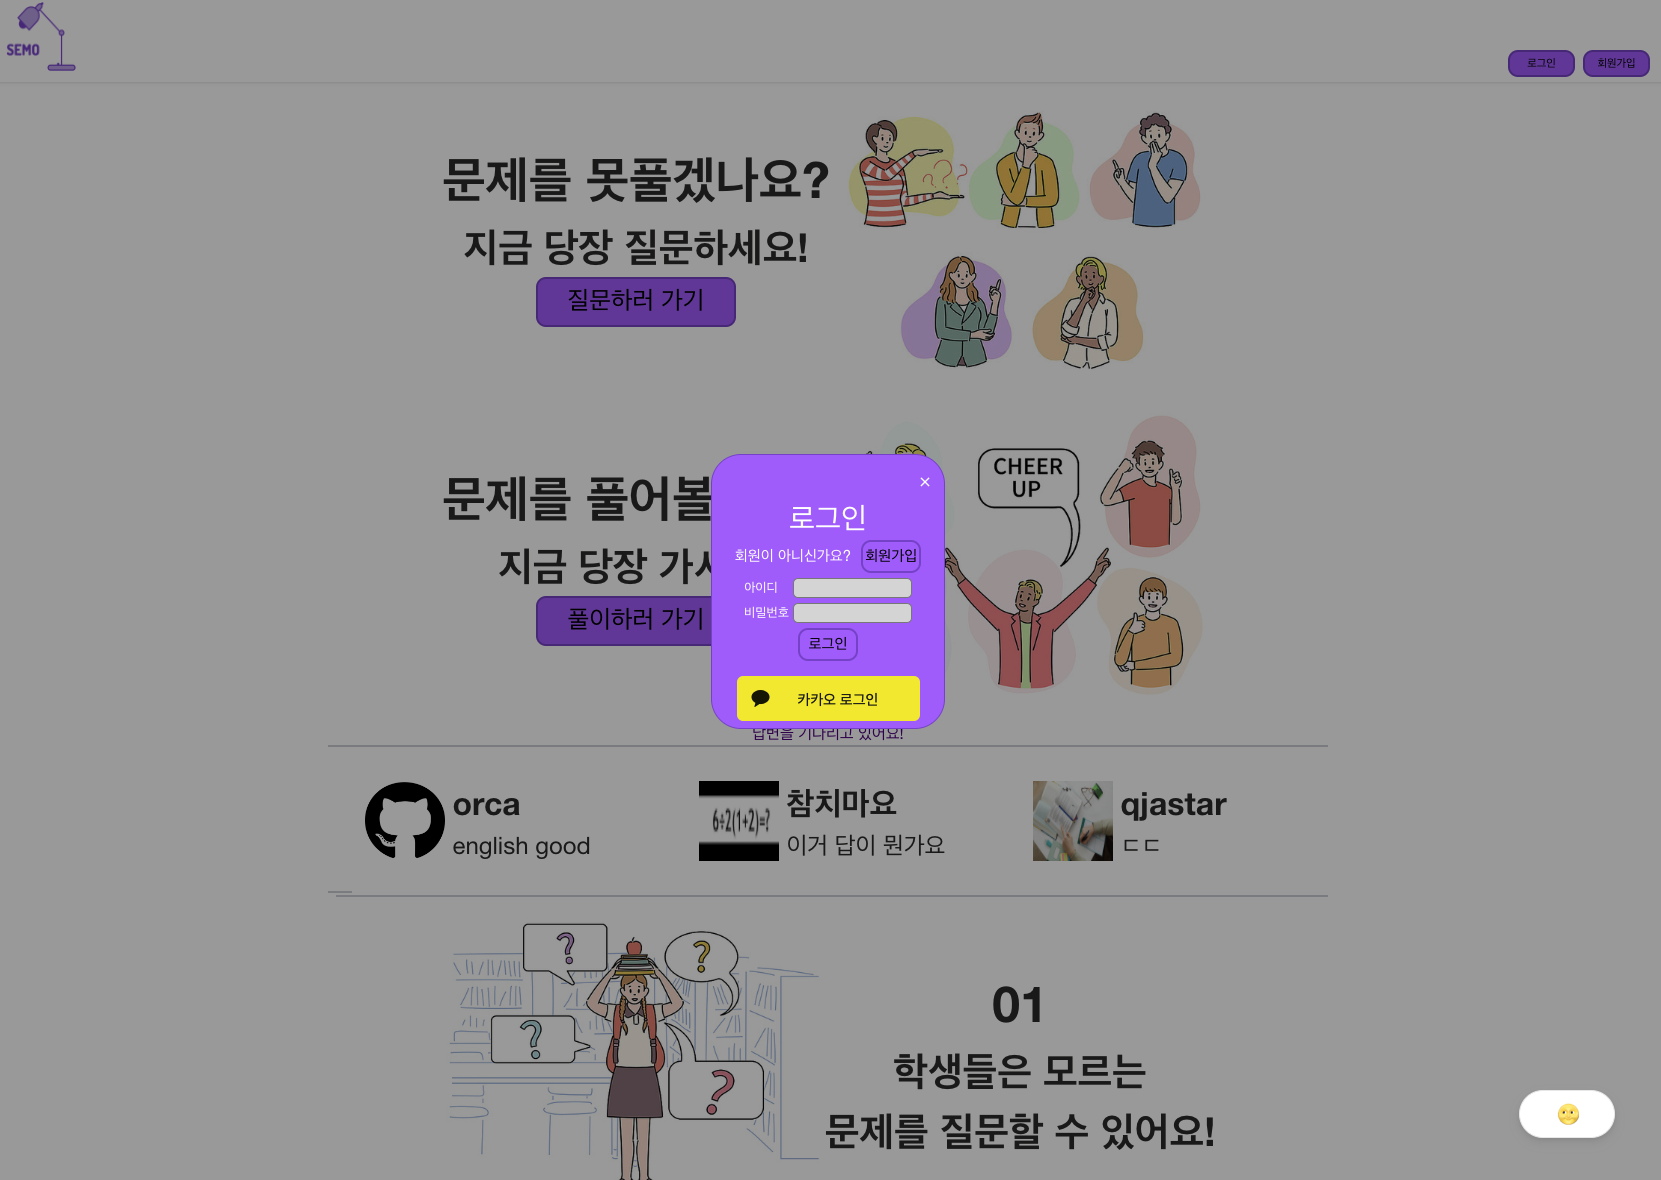 SEMO
로그인
회원가입
문제를 못풀겠나요?
지금 당장 질문하세요!
질문하러 가기
문제를 풀어볼
지금 당장 가
풀이하러 가기
CHEER
UP
×
로그인
회원이 아니신가요? 회원가입
아이디
비밀번호
로그인
카카오 로그인
답변을 기다리고 있어요!
orca
english good
6÷2(1+2)=?
참치마요
이거 답이 뭔가요
qjastar
ㄷㄷ
?
?
?
?
01
학생들은 모르는
문제를 질문할 수 있어요!